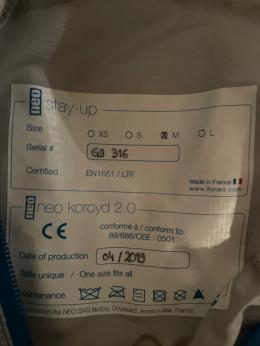 neo stay-up
Size XS S M L
Serial # GB 316
Certified EN1651 / LTF
Made in France
www.flyneo.com
neo neo koroyd 2.0
CE conforme à / conform to:
89/686/CEE : 0501
Date of production 04 / 2019
Taille unique / One size fits all
Maintenance
in the NEO SAS factory, Doussard, Annecy lake, France.